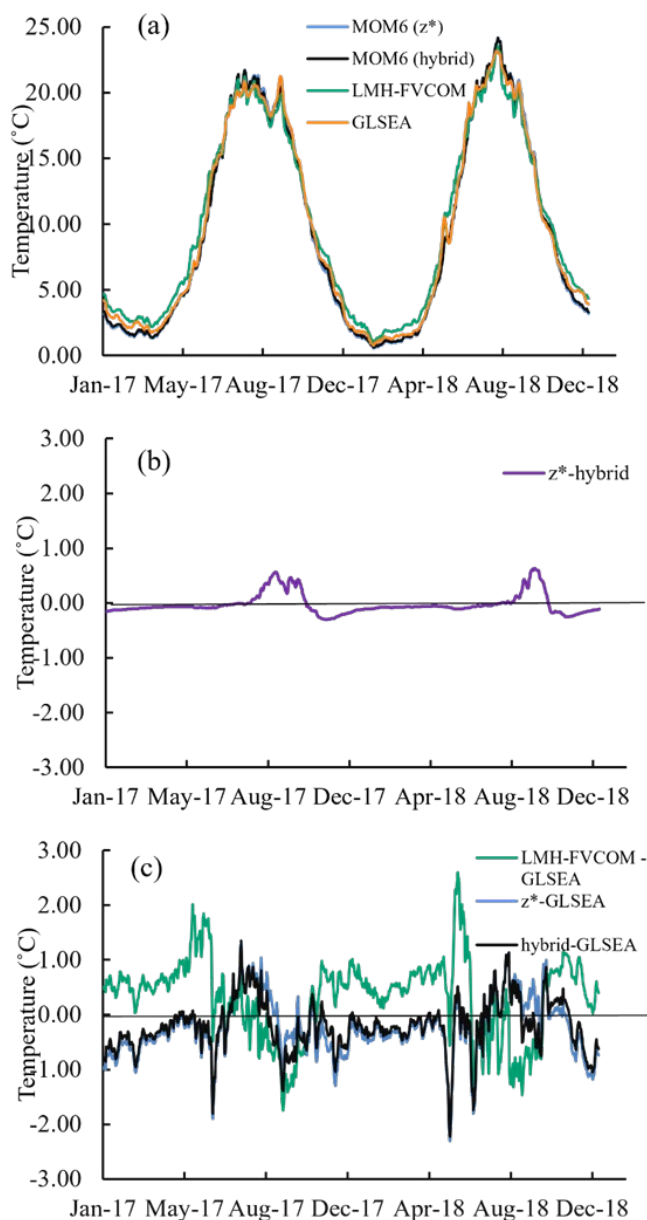 (a)
MOM6 (z*)
MOM6 (hybrid)
LMH-FVCOM
GLSEA
Temperature (˚C)
25.00
20.00
15.00
10.00
5.00
0.00
Jan-17 May-17 Aug-17 Dec-17 Apr-18 Aug-18 Dec-18
(b)
z*-hybrid
Temperature (˚C)
3.00
2.00
1.00
0.00
-1.00
-2.00
-3.00
Jan-17 May-17 Aug-17 Dec-17 Apr-18 Aug-18 Dec-18
(c)
LMH-FVCOM -
GLSEA
z*-GLSEA
hybrid-GLSEA
Temperature (˚C)
3.00
2.00
1.00
0.00
-1.00
-2.00
-3.00
Jan-17 May-17 Aug-17 Dec-17 Apr-18 Aug-18 Dec-18